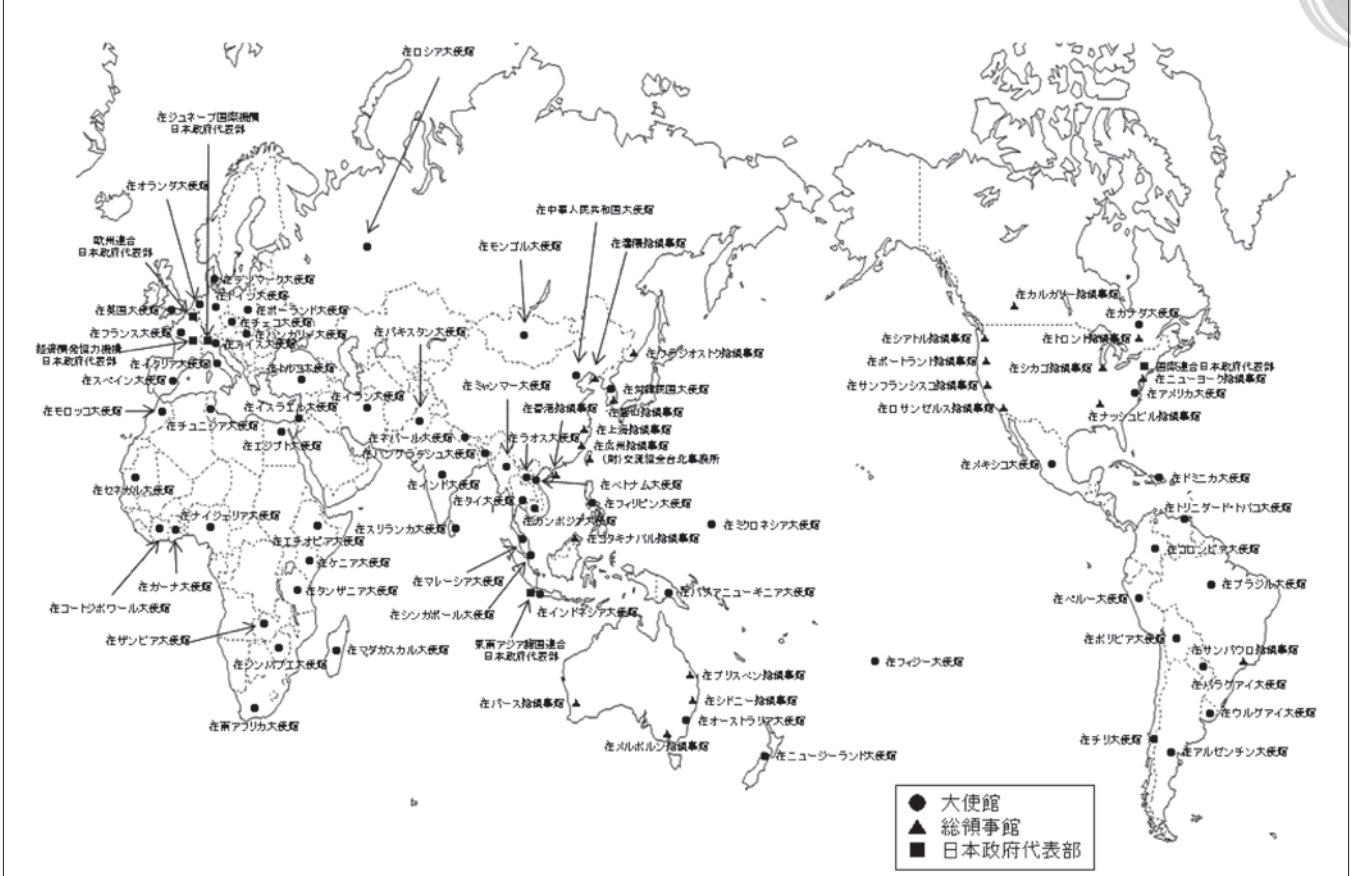 在ロシア大使館
在ジュネーブ国際機関
日本政府代表部
在オランダ大使館
欧州連合
日本政府代表部
在中華人民共和国大使館
在モンゴル大使館
在瀋陽総領事館
在デンマーク大使館
在ドイツ大使館
在英国大使館
在ポーランド大使館
在チェコ大使館
在フランス大使館
在ハンガリー大使館
在スイス大使館
経済開発協力機構
日本政府代表部
在イタリア大使館
在スペイン大使館
在トルコ大使館
在パキスタン大使館
在イラン大使館
在イスラエル大使館
在モロッコ大使館
在チュニジア大使館
在エジプト大使館
在ミャンマー大使館
在ウラジオストク総領事館
在大韓民国大使館
在釜山総領事館
在香港総領事館
在上海総領事館
在広州総領事館
(財)交流協会台北事務所
在ネパール大使館
在バングラデシュ大使館
在ラオス大使館
在インド大使館
在ベトナム大使館
在タイ大使館
在フィリピン大使館
在カンボジア大使館
在スリランカ大使館
在コタキナバル総領事館
在ミクロネシア大使館
在セネガル大使館
在ナイジェリア大使館
在エチオピア大使館
在ケニア大使館
在ガーナ大使館
在タンザニア大使館
在コートジボワール大使館
在マレーシア大使館
在シンガポール大使館
在インドネシア大使館
在パプアニューギニア大使館
在ザンビア大使館
在ジンバブエ大使館
在マダガスカル大使館
東南アジア諸国連合
日本政府代表部
在南アフリカ大使館
在フィジー大使館
在ブリスベン総領事館
在パース総領事館
在シドニー総領事館
在オーストラリア大使館
在メルボルン総領事館
在ニュージーランド大使館
在カルガリー総領事館
在カナダ大使館
在シアトル総領事館
在トロント総領事館
在ポートランド総領事館
在シカゴ総領事館
国際連合日本政府代表部
在ニューヨーク総領事館
在サンフランシスコ総領事館
在アメリカ大使館
在ロサンゼルス総領事館
在ナッシュビル総領事館
在メキシコ大使館
在ドミニカ大使館
在トリニダード・トバコ大使館
在コロンビア大使館
在ブラジル大使館
在ペルー大使館
在ボリビア大使館
在サンパウロ総領事館
在パラグアイ大使館
在ウルグアイ大使館
在チリ大使館
在アルゼンチン大使館
大使館
総領事館
日本政府代表部